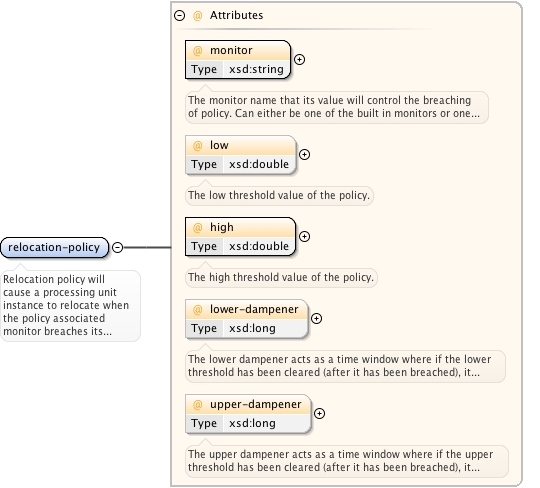 @ Attributes
@ monitor
Type xsd:string
The monitor name that its value will control the breaching
of policy. Can either be one of the built in monitors or one...
@ low
Type xsd:double
The low threshold value of the policy.
@ high
Type xsd:double
The high threshold value of the policy.
relocation-policy
Relocation policy will
cause a processing unit
instance to relocate when
the policy associated
monitor breaches its...
@ lower-dampener
Type xsd:long
The lower dampener acts as a time window where if the lower
threshold has been cleared (after it has been breached), it...
@ upper-dampener
Type xsd:long
The upper dampener acts as a time window where if the upper
threshold has been cleared (after it has been breached), it...